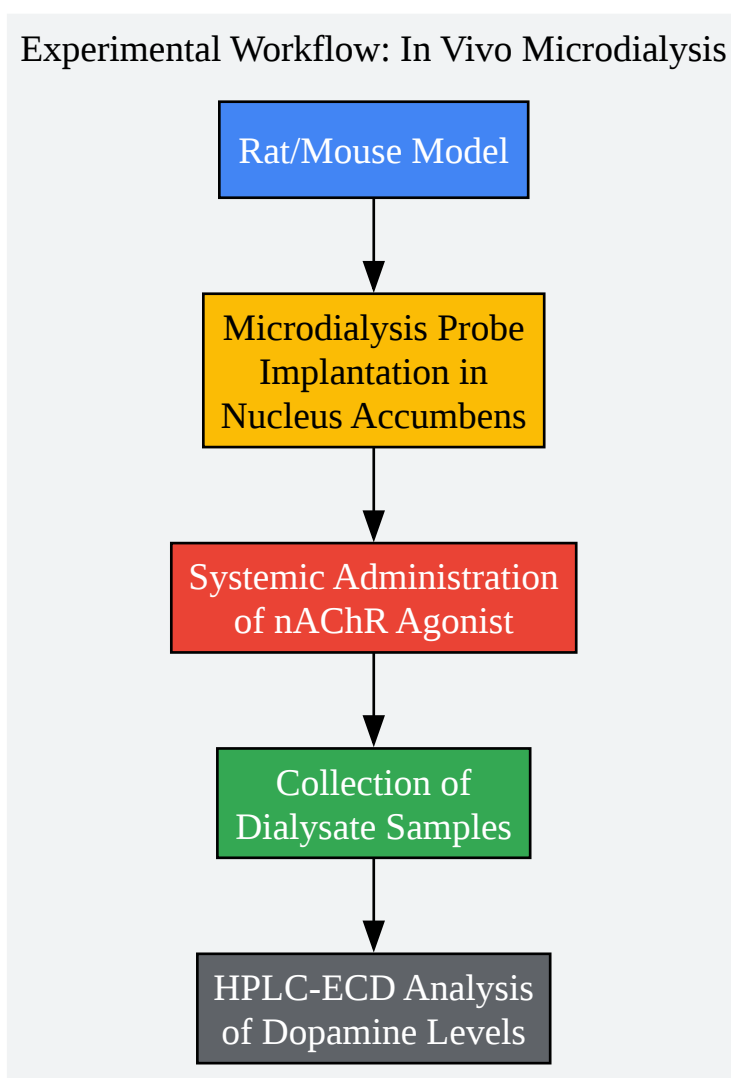 Experimental Workflow: In Vivo Microdialysis
Rat/Mouse Model
Microdialysis Probe
Implantation in
Nucleus Accumbens
Systemic Administration
of nAChR Agonist
Collection of
Dialysate Samples
HPLC-ECD Analysis
of Dopamine Levels